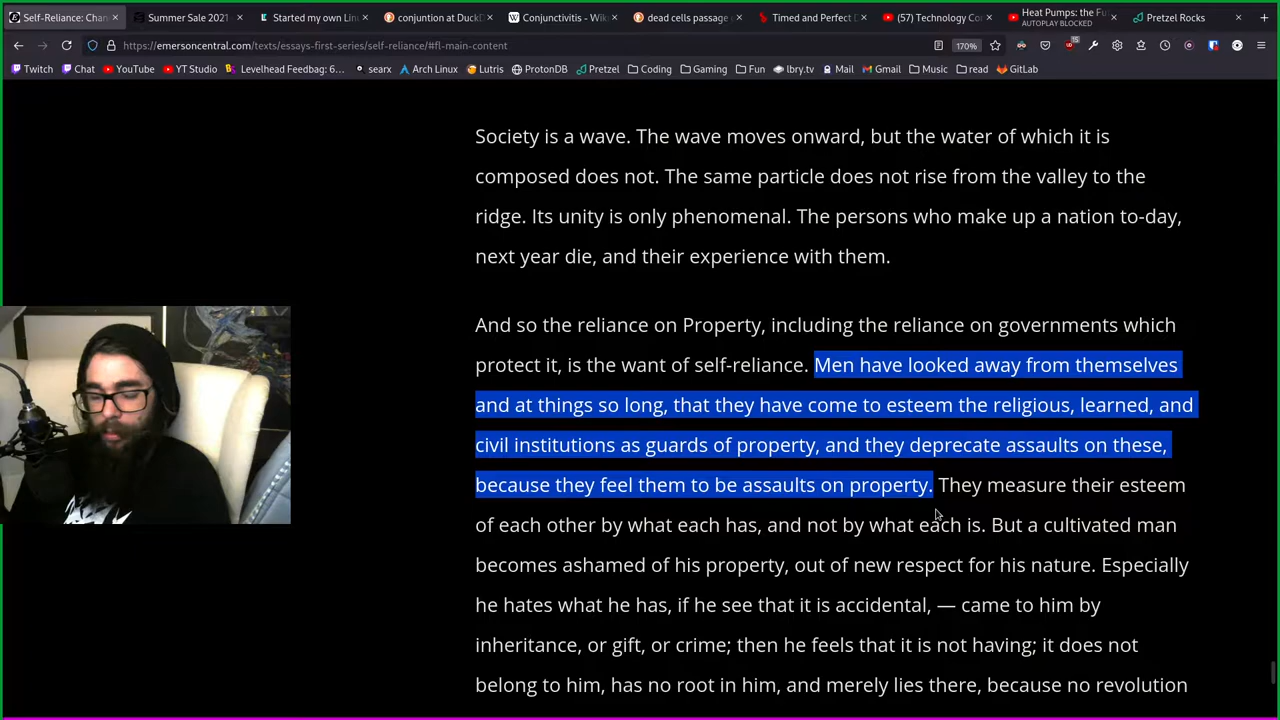 Self-Reliance: Chan
Summer Sale 2021
Started my own Lin
conjuntion at DuckD
Conjunctivitis - Wiki
dead cells passage
Timed and Perfect D
(57) Technology Co
Heat Pumps: the Fu
AUTOPLAY BLOCKED
Pretzel Rocks
https://emersoncentral.com/texts/essays-first-series/self-reliance/#fl-main-content
170%
15
Twitch Chat YouTube YT Studio Levelhead Feedbag: 6… searx Arch Linux Lutris ProtonDB Pretzel Coding Gaming Fun lbry.tv Mail Gmail Music read GitLab
Society is a wave. The wave moves onward, but the water of which it is
composed does not. The same particle does not rise from the valley to the
ridge. Its unity is only phenomenal. The persons who make up a nation to-day,
next year die, and their experience with them.
And so the reliance on Property, including the reliance on governments which
protect it, is the want of self-reliance. Men have looked away from themselves
and at things so long, that they have come to esteem the religious, learned, and
civil institutions as guards of property, and they deprecate assaults on these,
because they feel them to be assaults on property. They measure their esteem
of each other by what each has, and not by what each is. But a cultivated man
becomes ashamed of his property, out of new respect for his nature. Especially
he hates what he has, if he see that it is accidental, — came to him by
inheritance, or gift, or crime; then he feels that it is not having; it does not
belong to him, has no root in him, and merely lies there, because no revolution